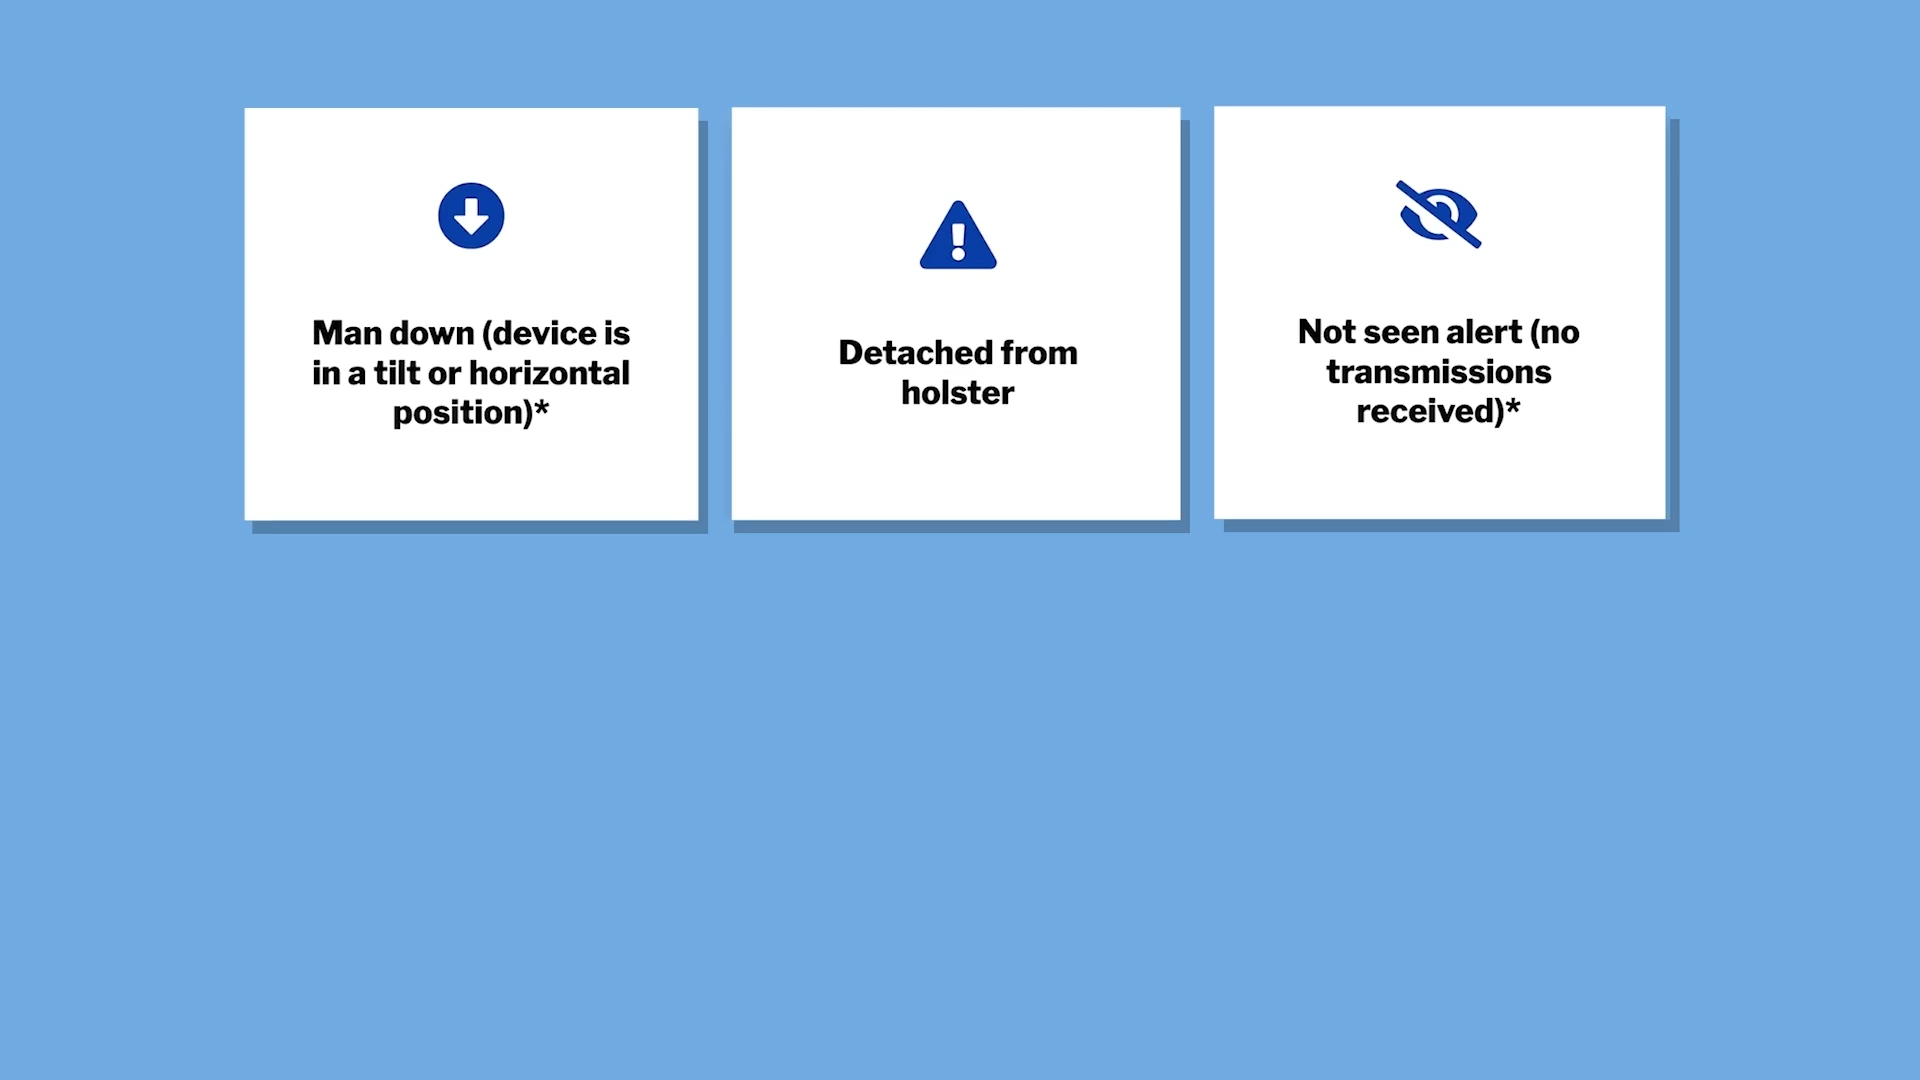 Man down (device is
in a tilt or horizontal
position)*
Detached from
holster
Not seen alert (no
transmissions
received)*